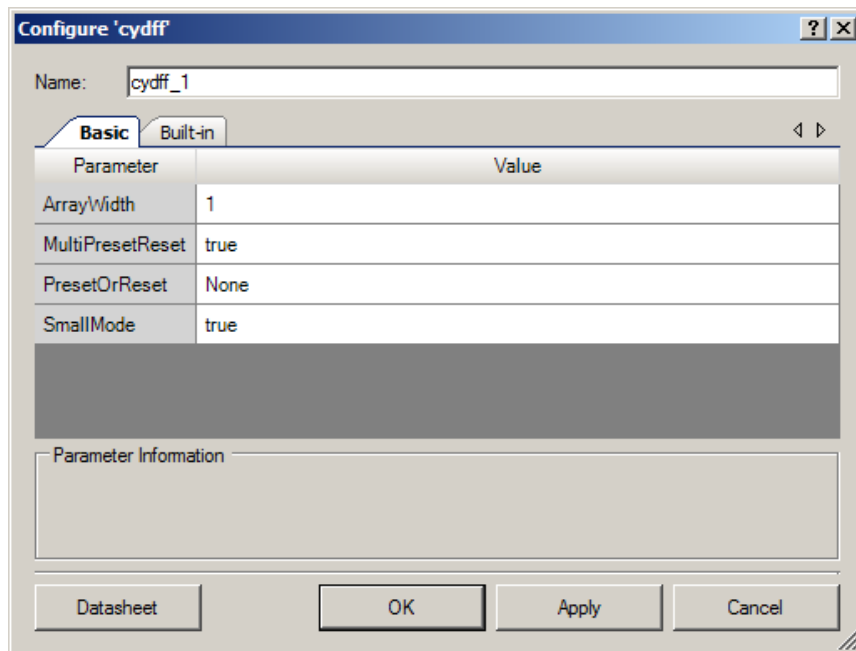 Configure 'cydff'
Name: cydff_1
Basic Built-in
Parameter Value
ArrayWidth 1
MultiPresetReset true
PresetOrReset None
SmallMode true
Parameter Information
Datasheet OK Apply Cancel